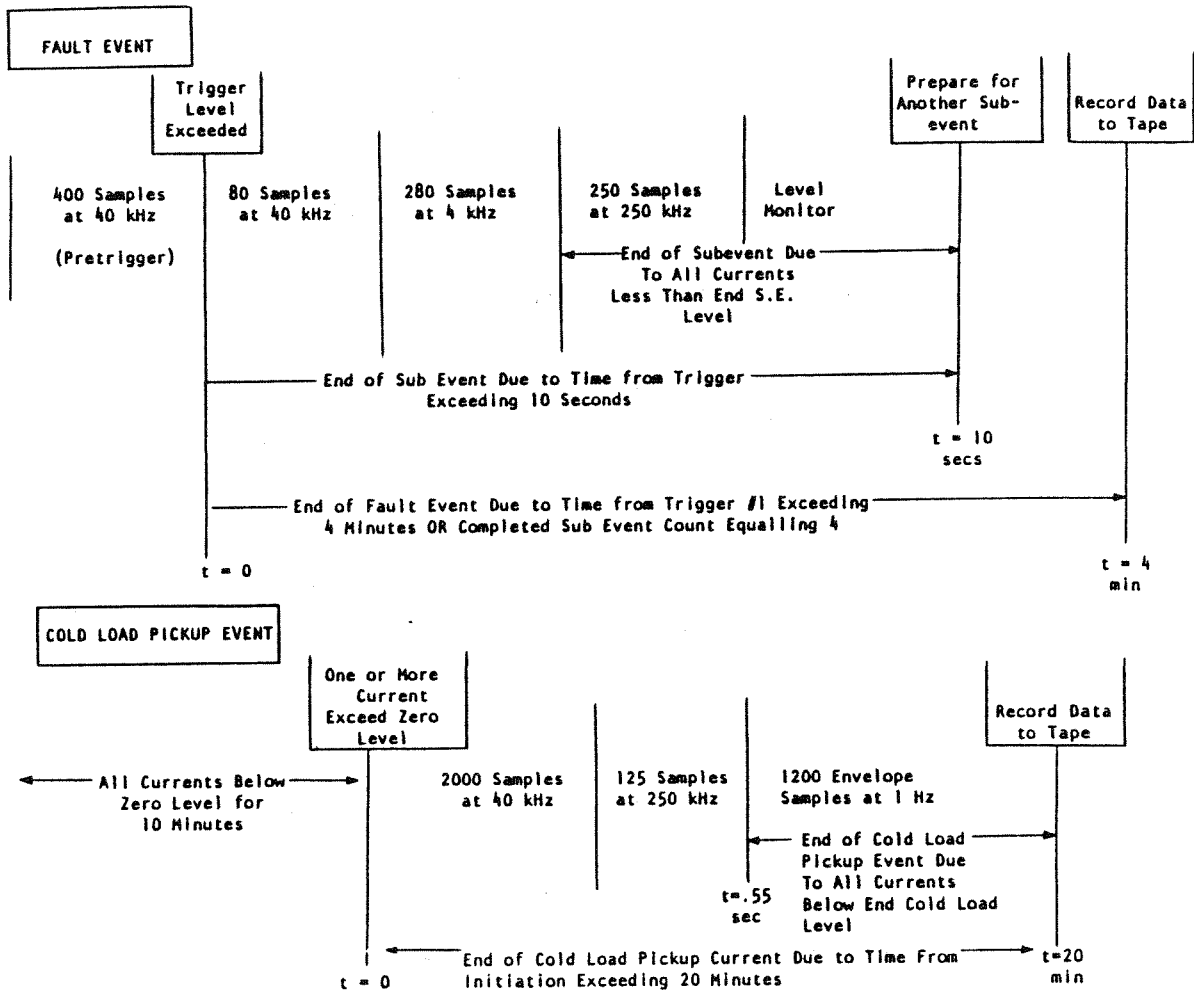 FAULT EVENT
Trigger
Level
Exceeded
Prepare for
Another Sub-
event
Record Data
to Tape
400 Samples
at 40 kHz
(Pretrigger)
80 Samples
at 40 kHz
280 Samples
at 4 kHz
250 Samples
at 250 kHz
Level
Monitor
End of Subevent Due
To All Currents
Less Than End S.E.
Level
End of Sub Event Due to Time from Trigger
Exceeding 10 Seconds
t = 10
secs
End of Fault Event Due to Time from Trigger #1 Exceeding
4 Minutes OR Completed Sub Event Count Equalling 4
t = 0
t = 4
min
COLD LOAD PICKUP EVENT
One or More
Current
Exceed Zero
Level
Record Data
to Tape
All Currents Below
Zero Level for
10 Minutes
2000 Samples
at 40 kHz
125 Samples
at 250 kHz
1200 Envelope
Samples at 1 Hz
End of Cold Load
Pickup Event Due
To All Currents
Below End Cold Load
Level
t=.55
sec
End of Cold Load Pickup Current Due to Time From
Initiation Exceeding 20 Minutes
t = 0
t=20
min